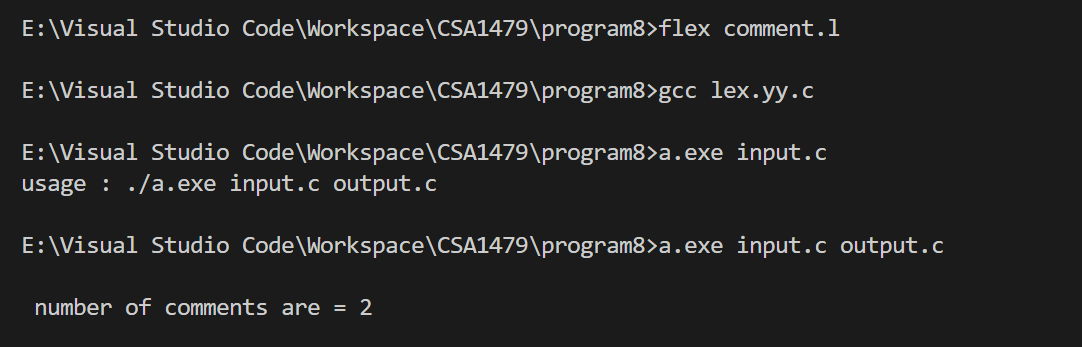 E:\Visual Studio Code\Workspace\CSA1479\program8>flex comment.l
E:\Visual Studio Code\Workspace\CSA1479\program8>gcc lex.yy.c
E:\Visual Studio Code\Workspace\CSA1479\program8>a.exe input.c
usage : ./a.exe input.c output.c
E:\Visual Studio Code\Workspace\CSA1479\program8>a.exe input.c output.c
number of comments are = 2